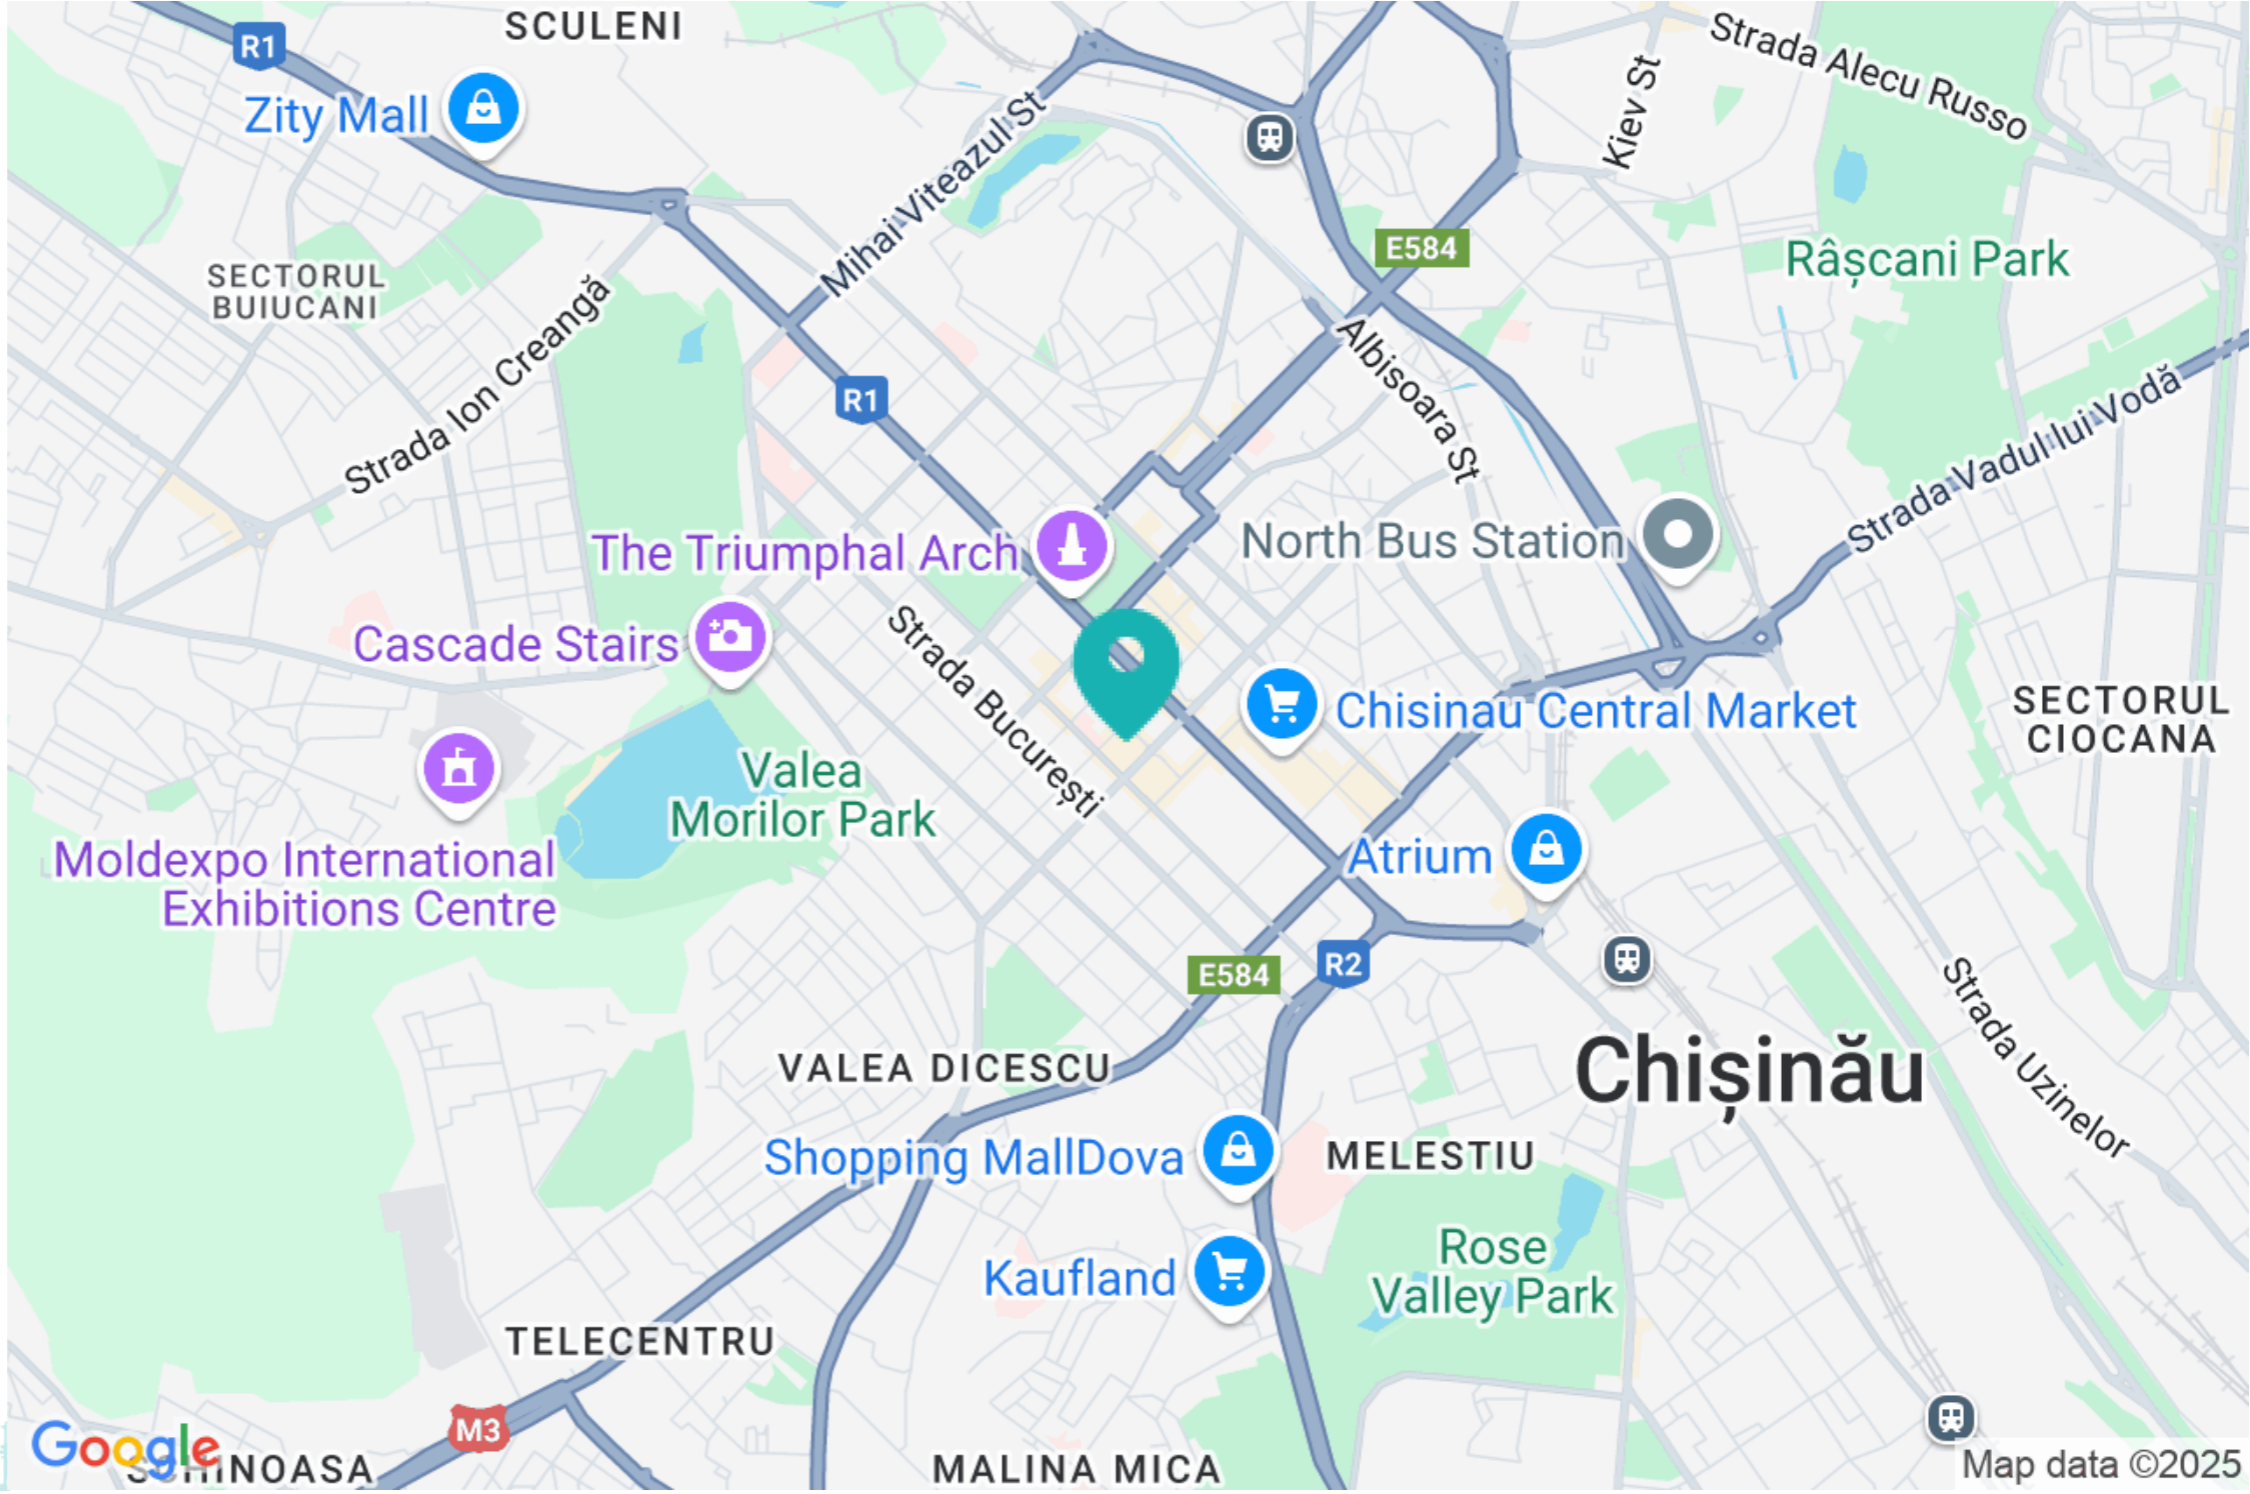 SCULENI
R1
Strada Alecu Russo
Kiev St
Zity Mall
Mihai Viteazul St
E584
Râșcani Park
SECTORUL
BUIUCANI
Strada Ion Creangă
Albisoara St
R1
Strada Vadul lui Vodă
The Triumphal Arch
North Bus Station
Cascade Stairs
Strada București
Chisinau Central Market
SECTORUL
CIOCANA
Valea
Morilor Park
Moldexpo International
Exhibitions Centre
Atrium
E584
R2
Strada Uzinelor
VALEA DICESCU
Chișinău
Shopping MallDova
MELESTIU
Rose
Valley Park
Kaufland
TELECENTRU
M3
Google
SCHINOASA
MALINA MICA
Map data ©2025